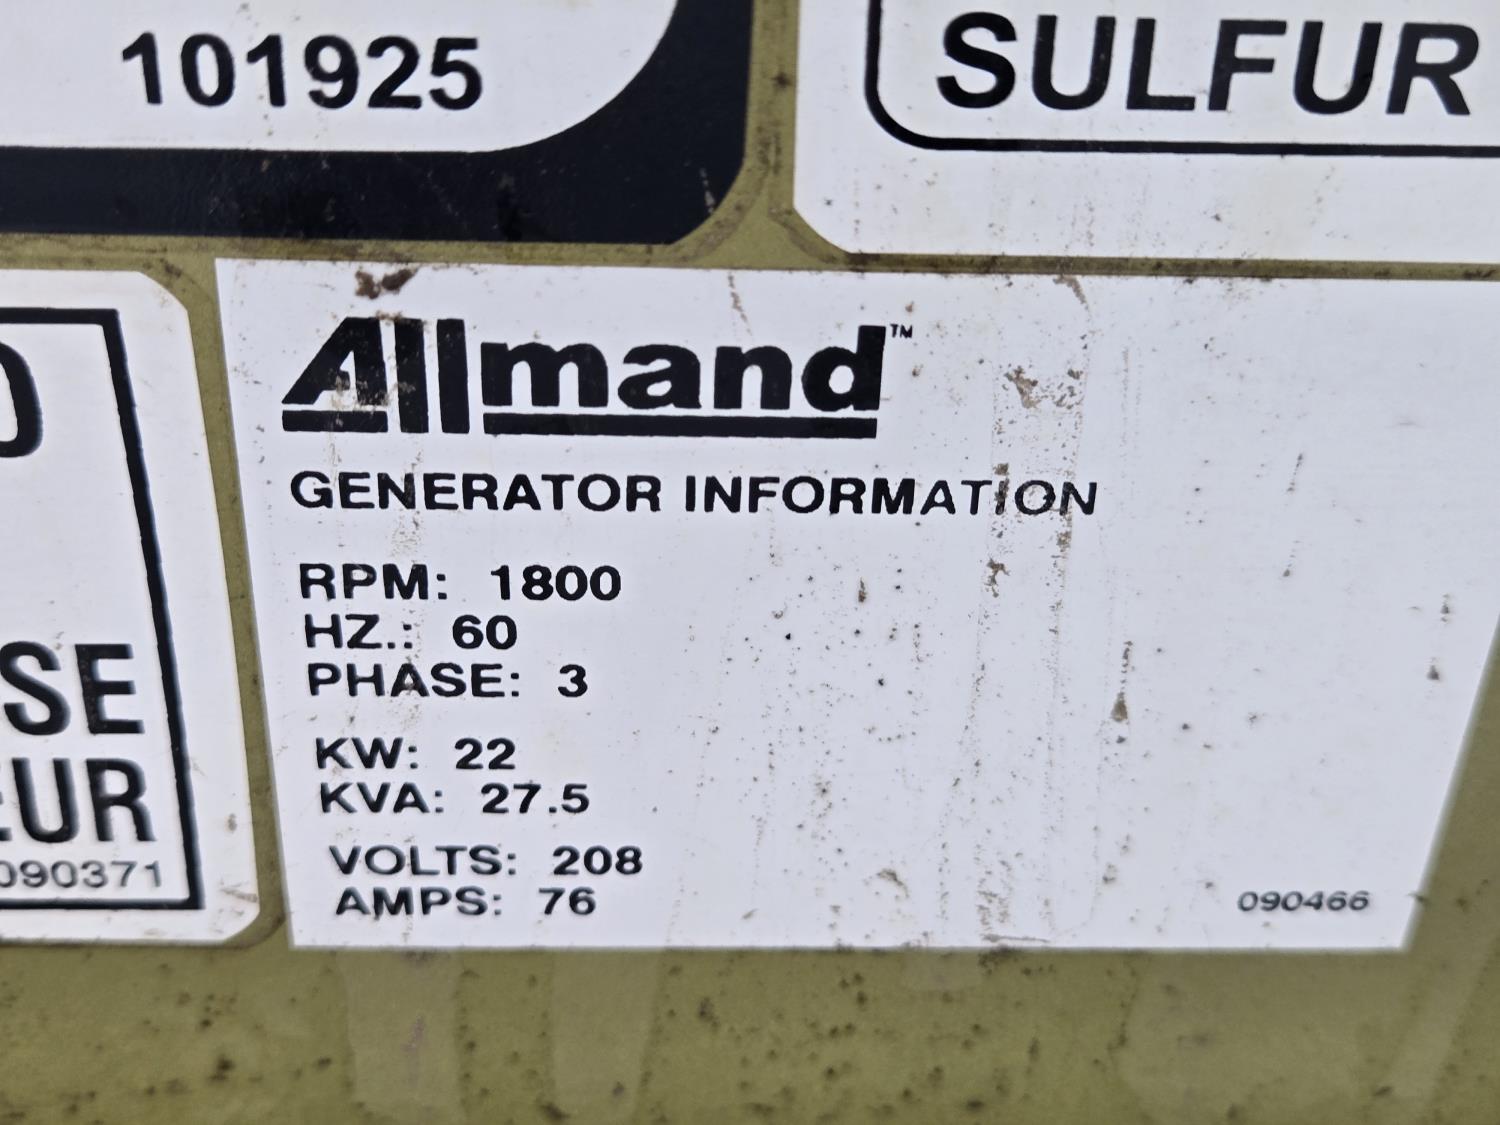 101925
SULFUR
Allmand™
GENERATOR INFORMATION
RPM: 1800
HZ.: 60
PHASE: 3
KW: 22
KVA: 27.5
VOLTS: 208
AMPS: 76
090466
SE
EUR
090371